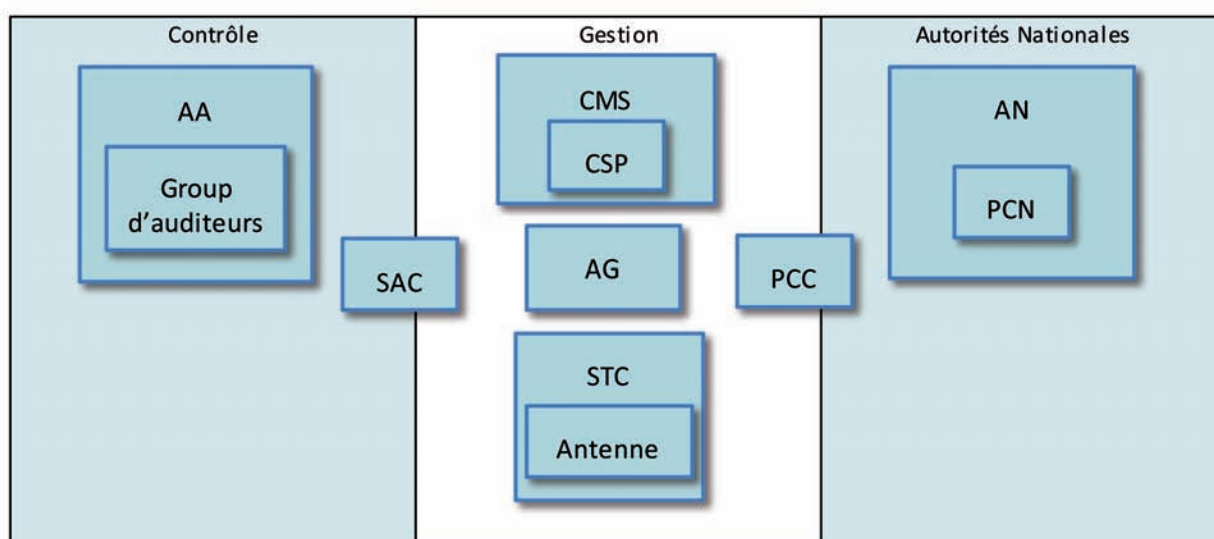 Contrôle
AA
Group
d'auditeurs
SAC
Gestion
CMS
CSP
AG
STC
Antenne
PCC
Autorités Nationales
AN
PCN